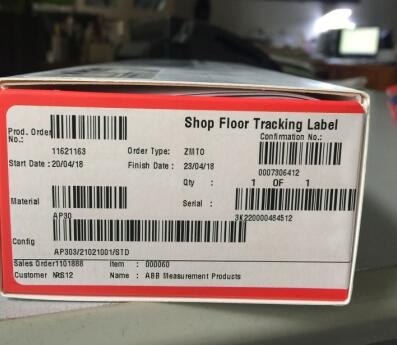 Shop Floor Tracking Label
Prod. Order No.:
11621163
Order Type: ZMTO
Confirmation No.:
0007306412
Start Date : 20/04/18
Finish Date : 23/04/18
Qty : 1 OF 1
Material
AP30
Serial :
3K220000484512
Config
AP303/21021001/STD
Sales Order 1101888 Item : 000060
Customer NRS12 Name : ABB Measurement Products